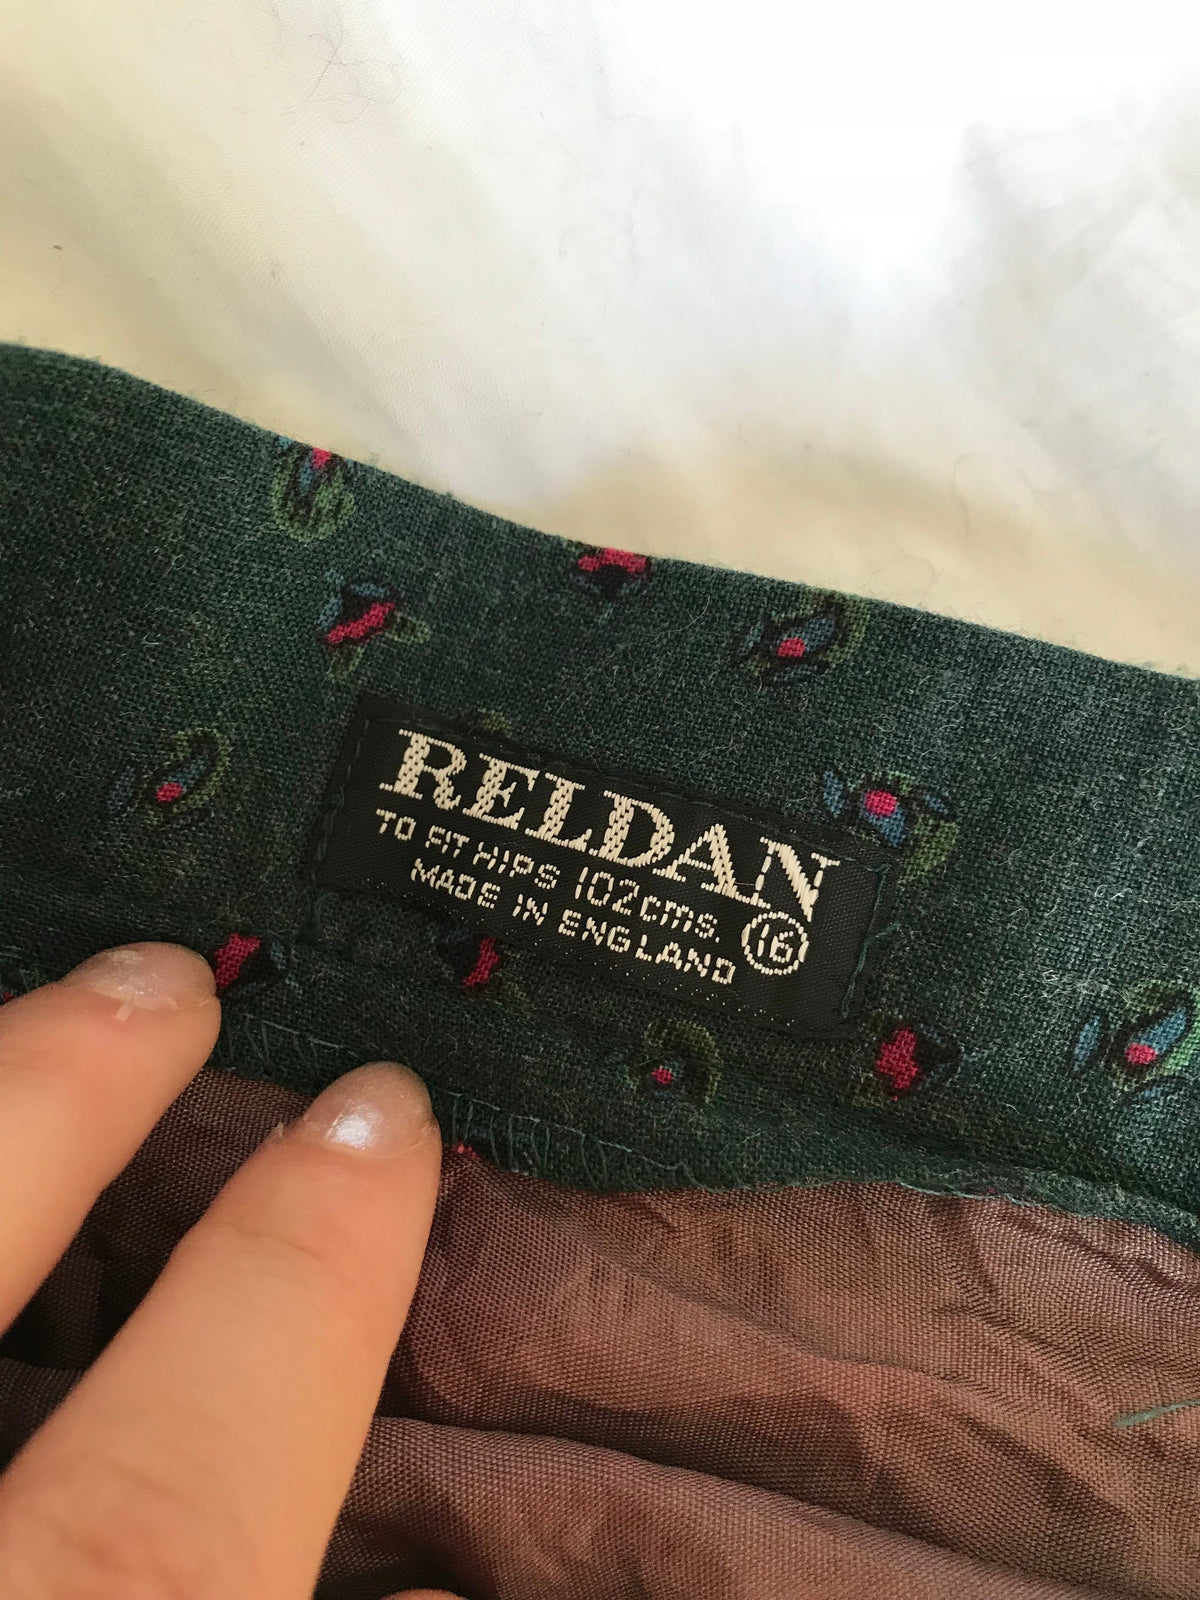 RELDAN
TO FIT HIPS 102cms.
MADE IN ENGLAND 16